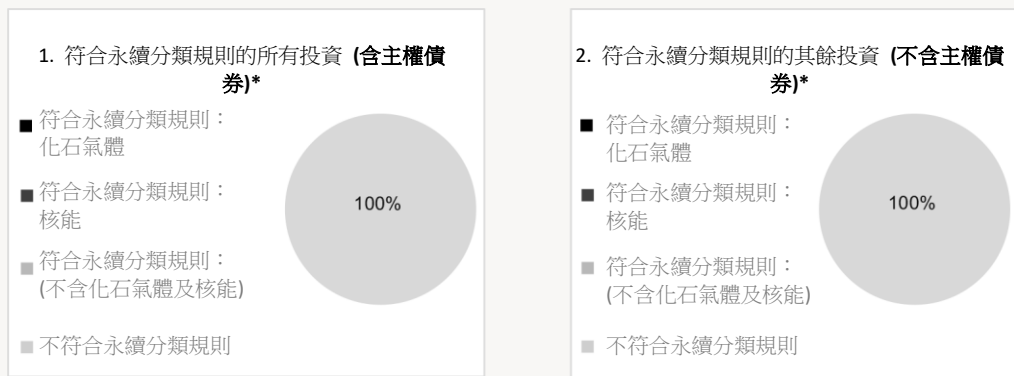 1. 符合永續分類規則的所有投資 (含主權債
券)*
符合永續分類規則：
化石氣體
符合永續分類規則：
核能
符合永續分類規則：
(不含化石氣體及核能)
不符合永續分類規則
100%
2. 符合永續分類規則的其餘投資 (不含主權債
券)*
符合永續分類規則：
化石氣體
符合永續分類規則：
核能
符合永續分類規則：
(不含化石氣體及核能)
不符合永續分類規則
100%